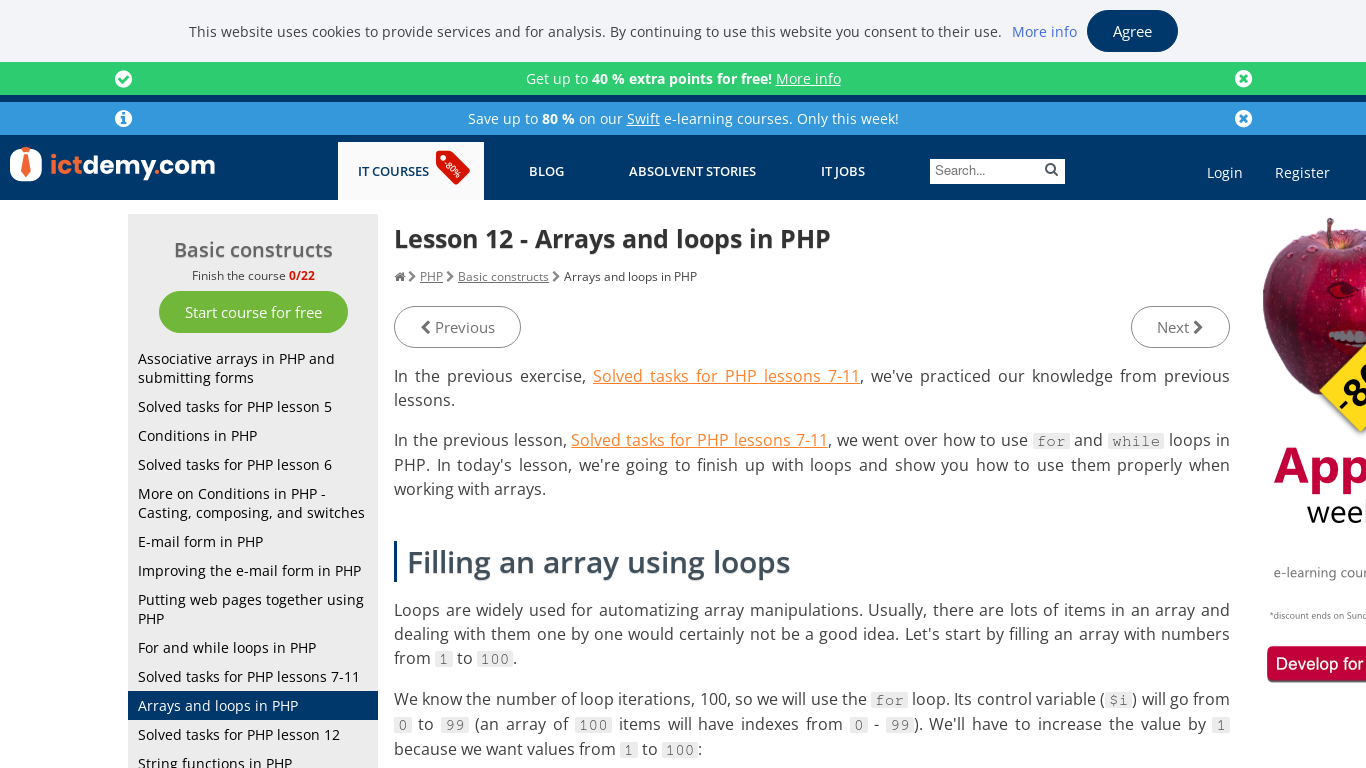 This website uses cookies to provide services and for analysis. By continuing to use this website you consent to their use. More info Agree
Get up to 40 % extra points for free! More info
Save up to 80 % on our Swift e-learning courses. Only this week!
ictdemy.com
IT COURSES
-80%
BLOG
ABSOLVENT STORIES
IT JOBS
Search...
Login
Register
Basic constructs
Finish the course 0/22
Start course for free
Associative arrays in PHP and
submitting forms
Solved tasks for PHP lesson 5
Conditions in PHP
Solved tasks for PHP lesson 6
More on Conditions in PHP -
Casting, composing, and switches
E-mail form in PHP
Improving the e-mail form in PHP
Putting web pages together using
PHP
For and while loops in PHP
Solved tasks for PHP lessons 7-11
Arrays and loops in PHP
Solved tasks for PHP lesson 12
String functions in PHP
Lesson 12 - Arrays and loops in PHP
PHP Basic constructs Arrays and loops in PHP
Previous
Next
In the previous exercise, Solved tasks for PHP lessons 7-11, we've practiced our knowledge from previous
lessons.
In the previous lesson, Solved tasks for PHP lessons 7-11, we went over how to use for and while loops in
PHP. In today's lesson, we're going to finish up with loops and show you how to use them properly when
working with arrays.
Filling an array using loops
Loops are widely used for automatizing array manipulations. Usually, there are lots of items in an array and
dealing with them one by one would certainly not be a good idea. Let's start by filling an array with numbers
from 1 to 100.
We know the number of loop iterations, 100, so we will use the for loop. Its control variable ($i) will go from
0 to 99 (an array of 100 items will have indexes from 0 - 99). We'll have to increase the value by 1
because we want values from 1 to 100:
-8
App
wee
e-learning cour
*discount ends on Sund
Develop for